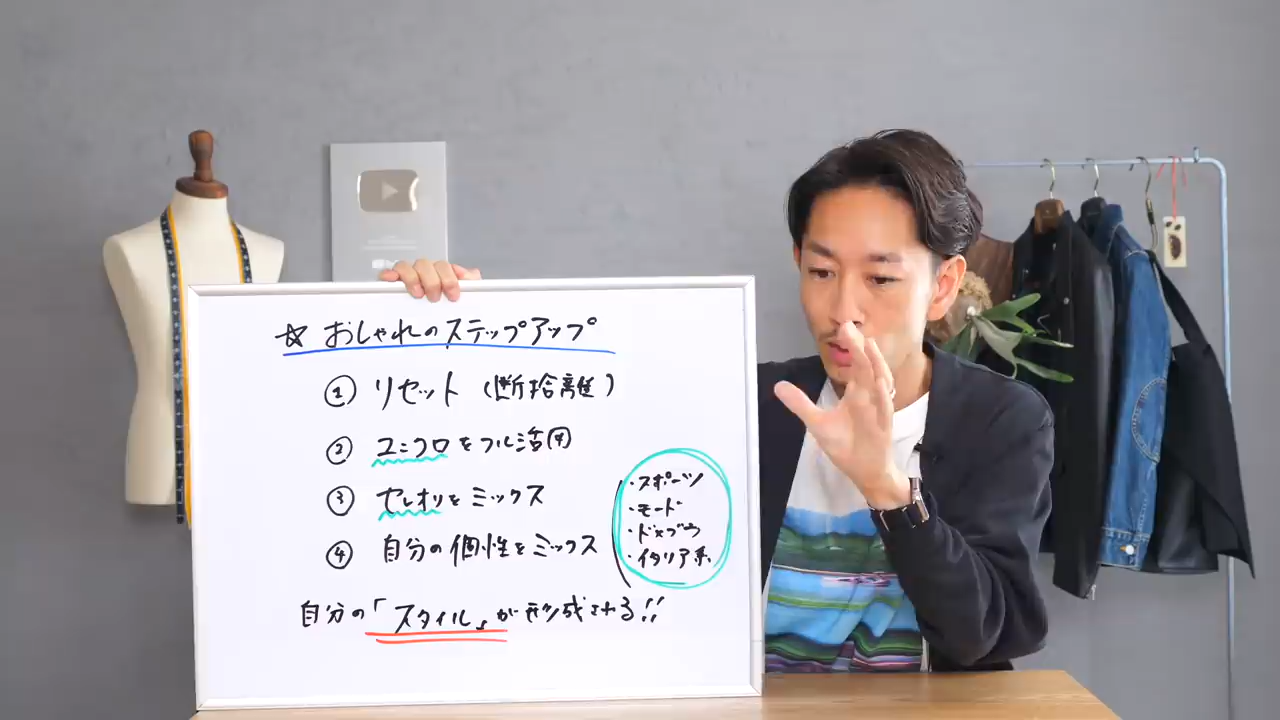 ☆ おしゃれのステップアップ
① リセット (断捨離)
② ユニクロをフル活用
③ セレオリをミックス
④ 自分の個性をミックス
・スポーツ
・モード
・ドメブラ
・イタリア系
自分の「スタイル」が形成される!!